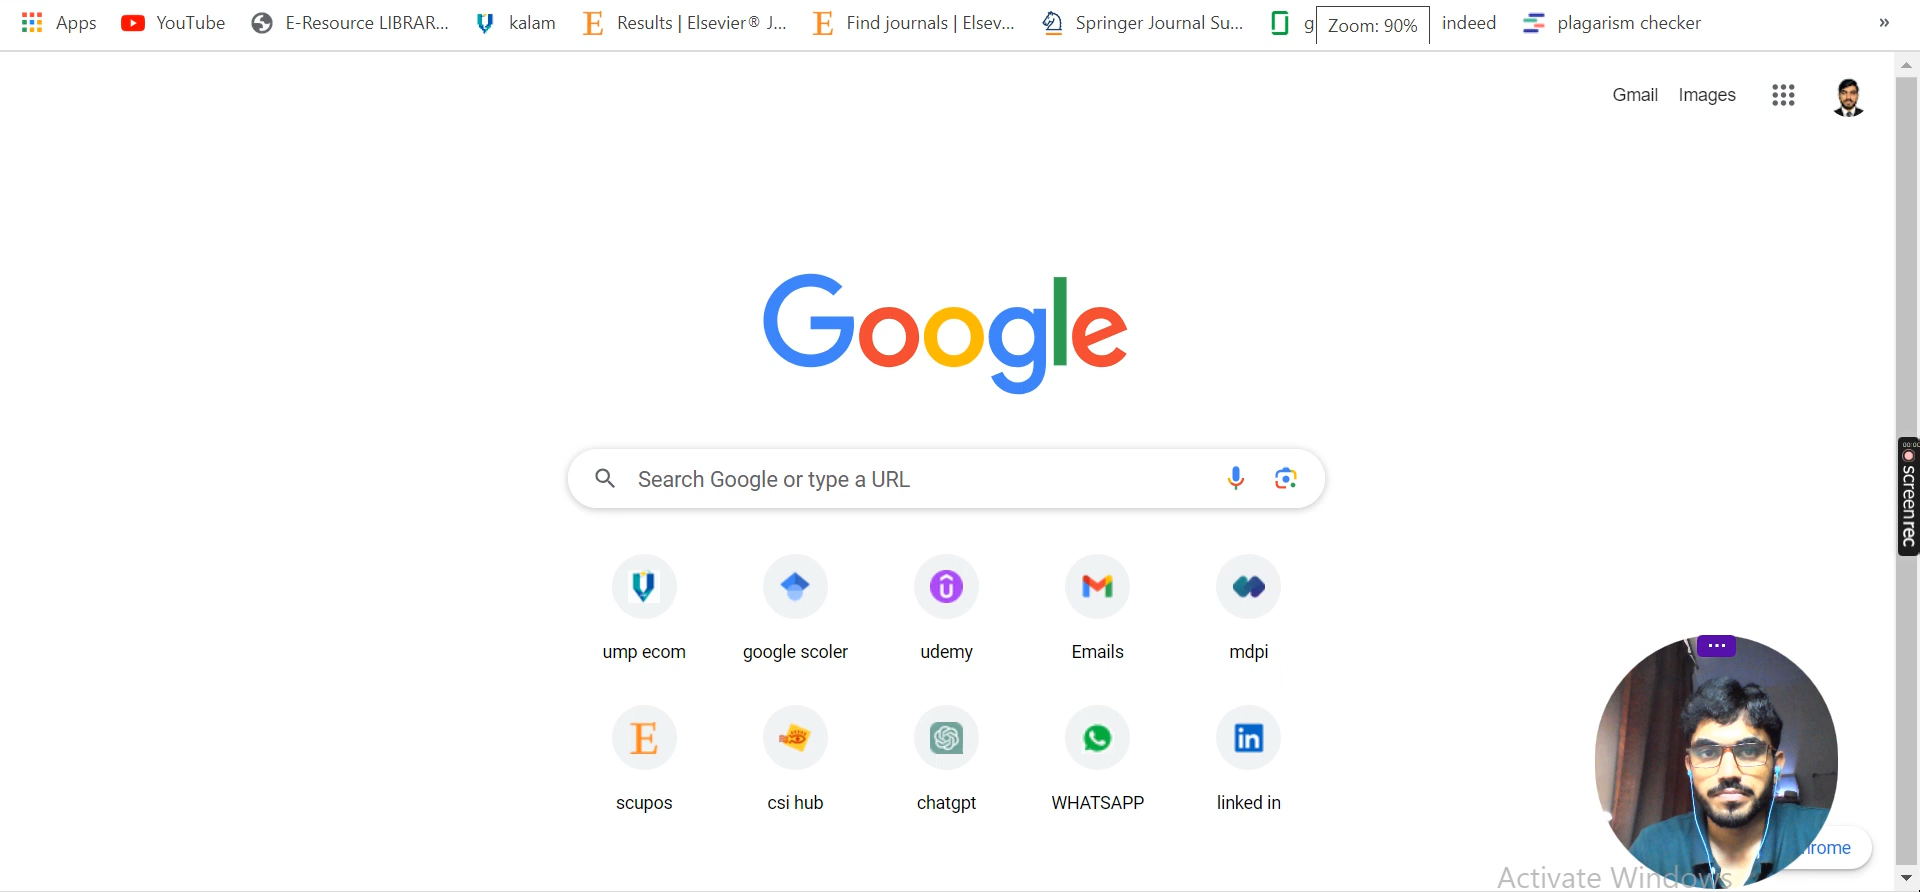 Apps YouTube E-Resource LIBRAR... kalam Results | Elsevier® J... Find journals | Elsev... Springer Journal Su... g Zoom: 90% indeed plagarism checker »
Gmail Images
Google
Search Google or type a URL
screenrec
ump ecom google scoler udemy Emails mdpi
scupos csi hub chatgpt WHATSAPP linked in
rome
Activate Windows